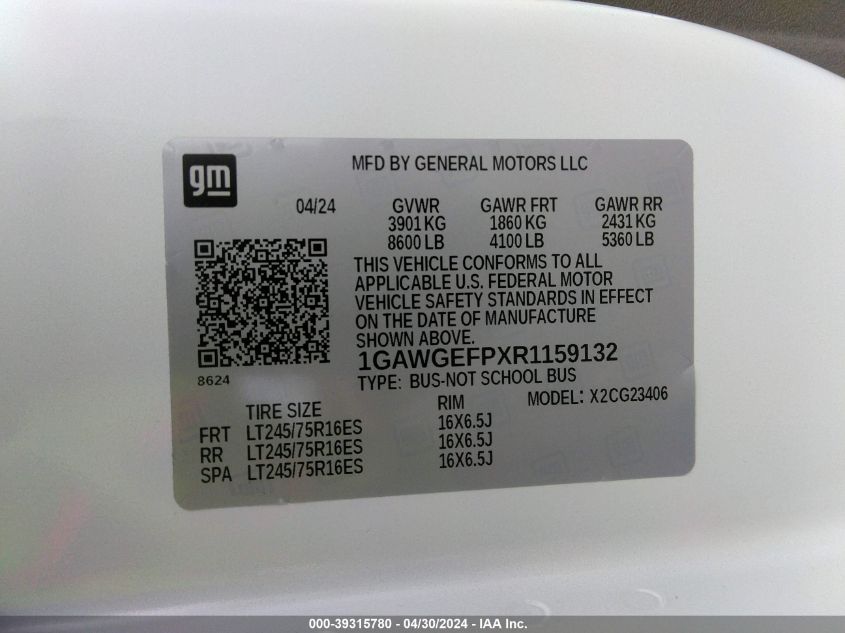 gm
MFD BY GENERAL MOTORS LLC
04/24 GVWR GAWR FRT GAWR RR
3901 KG 1860 KG 2431 KG
8600 LB 4100 LB 5360 LB
THIS VEHICLE CONFORMS TO ALL
APPLICABLE U.S. FEDERAL MOTOR
VEHICLE SAFETY STANDARDS IN EFFECT
ON THE DATE OF MANUFACTURE
SHOWN ABOVE.
1GAWGEFPXR1159132
8624
TYPE: BUS-NOT SCHOOL BUS
MODEL: X2CG23406
TIRE SIZE RIM
FRT LT245/75R16ES 16X6.5J
RR LT245/75R16ES 16X6.5J
SPA LT245/75R16ES 16X6.5J
000-39315780 - 04/30/2024 - IAA Inc.